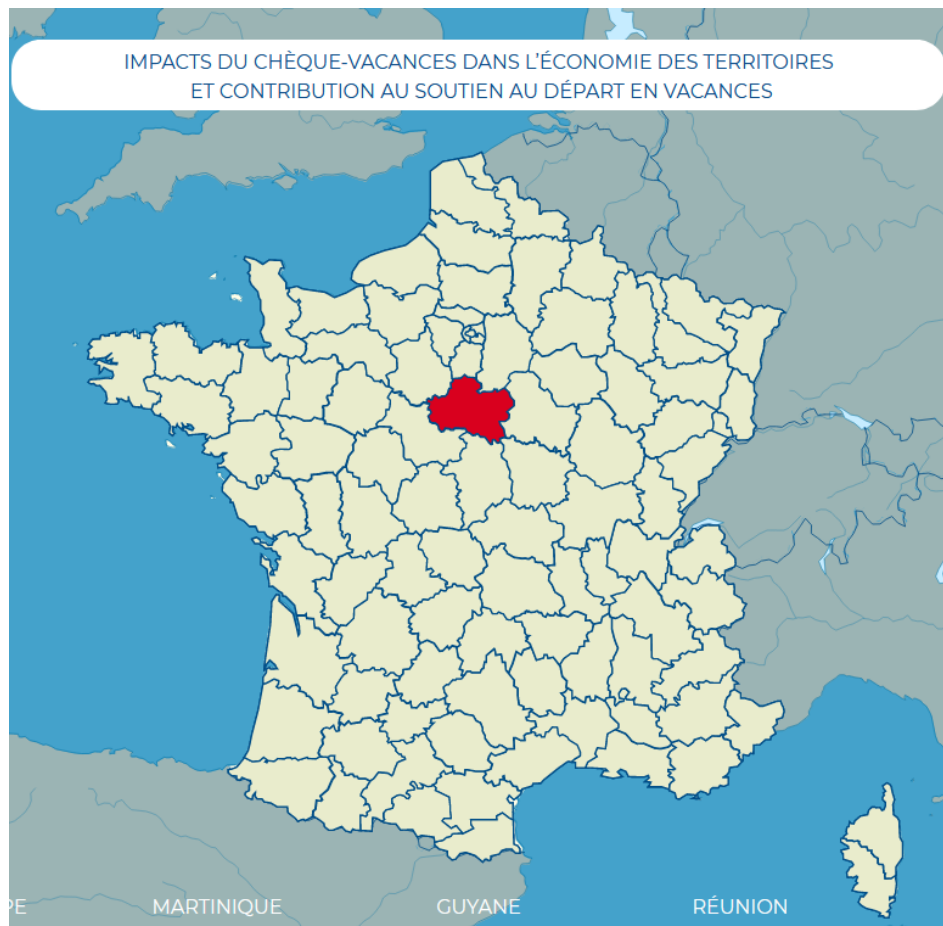 IMPACTS DU CHÈQUE-VACANCES DANS L'ÉCONOMIE DES TERRITOIRES
ET CONTRIBUTION AU SOUTIEN AU DÉPART EN VACANCES
PE MARTINIQUE GUYANE RÉUNION